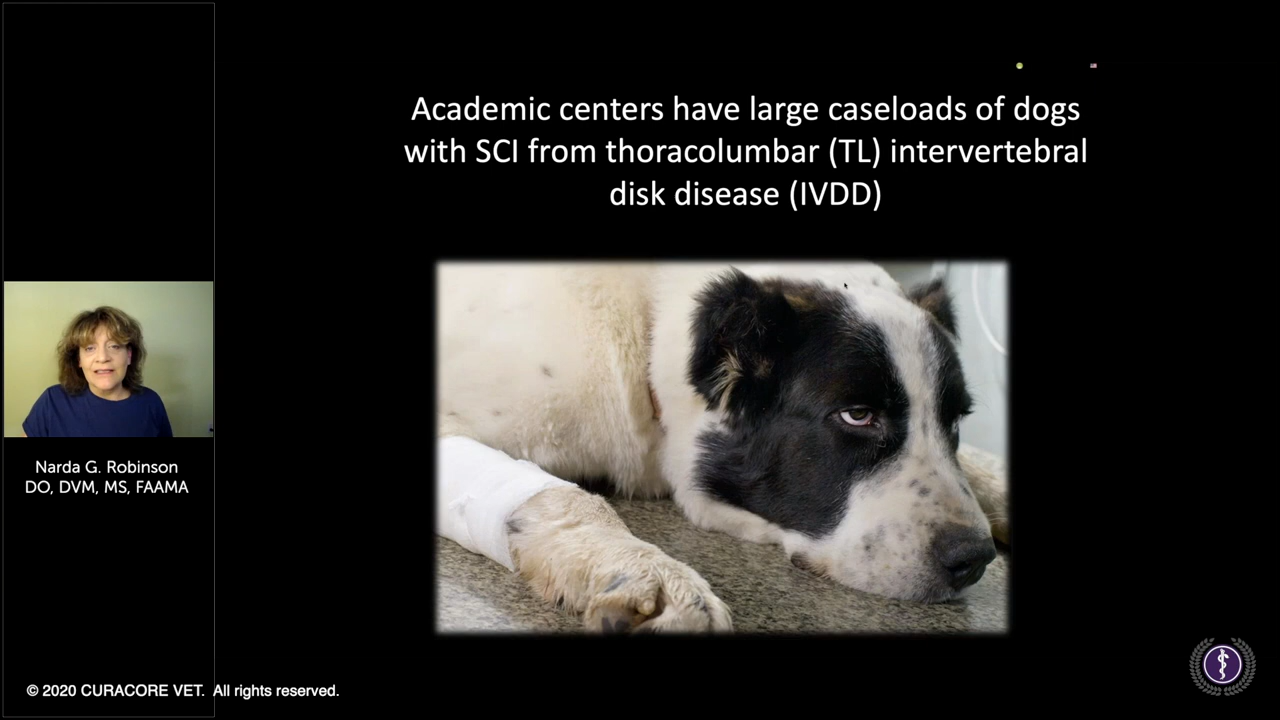 Academic centers have large caseloads of dogs
with SCI from thoracolumbar (TL) intervertebral
disk disease (IVDD)
Narda G. Robinson
DO, DVM, MS, FAAMA
© 2020 CURACORE VET. All rights reserved.